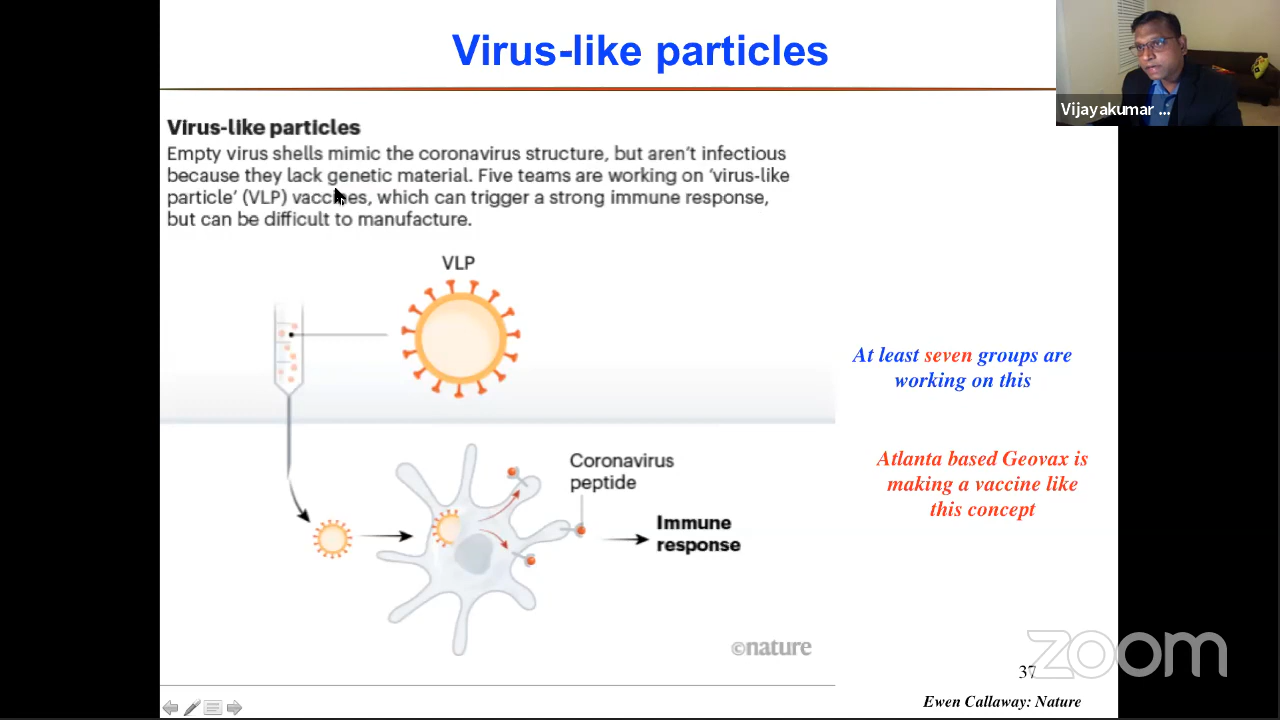 Virus-like particles
Vijayakumar ...
Virus-like particles
Empty virus shells mimic the coronavirus structure, but aren't infectious
because they lack genetic material. Five teams are working on 'virus-like
particle' (VLP) vaccines, which can trigger a strong immune response,
but can be difficult to manufacture.
VLP
At least seven groups are
working on this
Atlanta based Geovax is
making a vaccine like
this concept
Coronavirus
peptide
Immune
response
©nature
zoom
37
Ewen Callaway: Nature